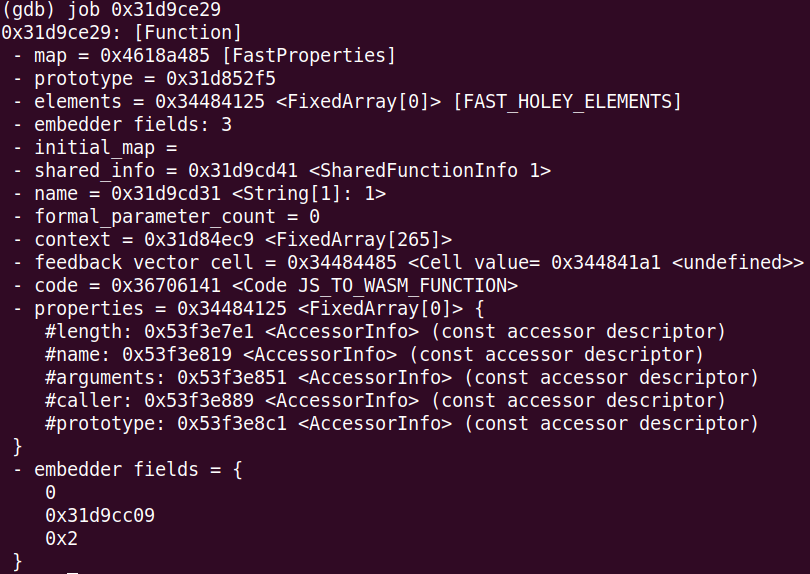 (gdb) job 0x31d9ce29
0x31d9ce29: [Function]
- map = 0x4618a485 [FastProperties]
- prototype = 0x31d852f5
- elements = 0x34484125 <FixedArray[0]> [FAST_HOLEY_ELEMENTS]
- embedder fields: 3
- initial_map =
- shared_info = 0x31d9cd41 <SharedFunctionInfo 1>
- name = 0x31d9cd31 <String[1]: 1>
- formal_parameter_count = 0
- context = 0x31d84ec9 <FixedArray[265]>
- feedback vector cell = 0x34484485 <Cell value= 0x344841a1 <undefined>>
- code = 0x36706141 <Code JS_TO_WASM_FUNCTION>
- properties = 0x34484125 <FixedArray[0]> {
#length: 0x53f3e7e1 <AccessorInfo> (const accessor descriptor)
#name: 0x53f3e819 <AccessorInfo> (const accessor descriptor)
#arguments: 0x53f3e851 <AccessorInfo> (const accessor descriptor)
#caller: 0x53f3e889 <AccessorInfo> (const accessor descriptor)
#prototype: 0x53f3e8c1 <AccessorInfo> (const accessor descriptor)
}
- embedder fields = {
0
0x31d9cc09
0x2
}